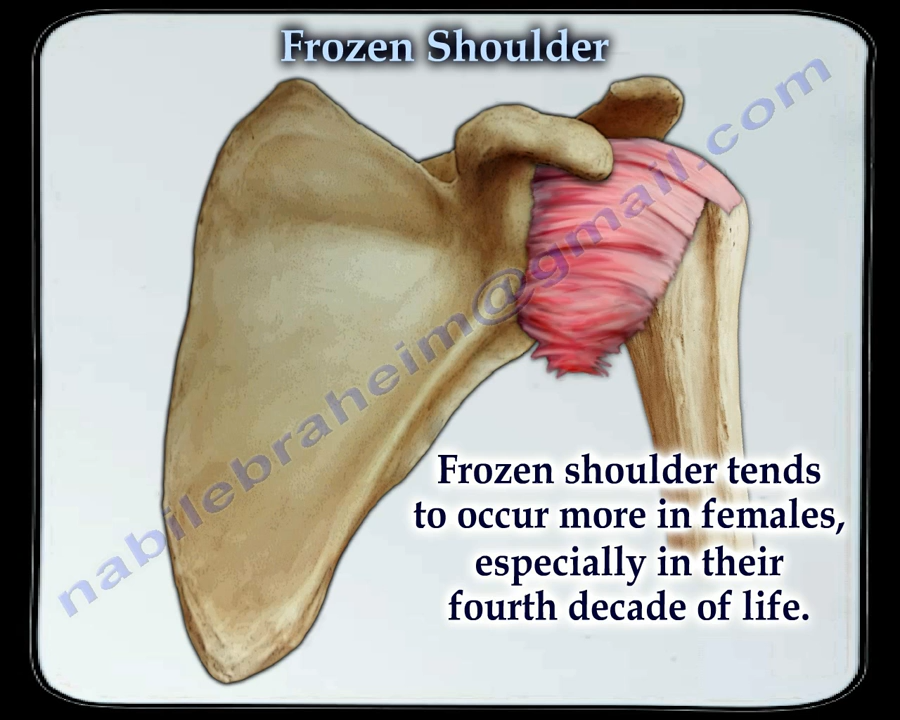 Frozen Shoulder
nabilebraheim@gmail.com
Frozen shoulder tends
to occur more in females,
especially in their
fourth decade of life.